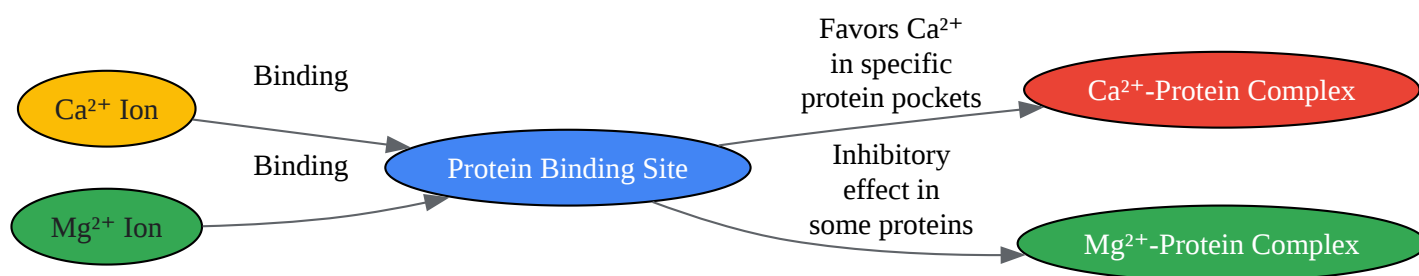 Ca²⁺ Ion
Mg²⁺ Ion
Binding
Binding
Protein Binding Site
Favors Ca²⁺
in specific
protein pockets
Inhibitory
effect in
some proteins
Ca²⁺-Protein Complex
Mg²⁺-Protein Complex